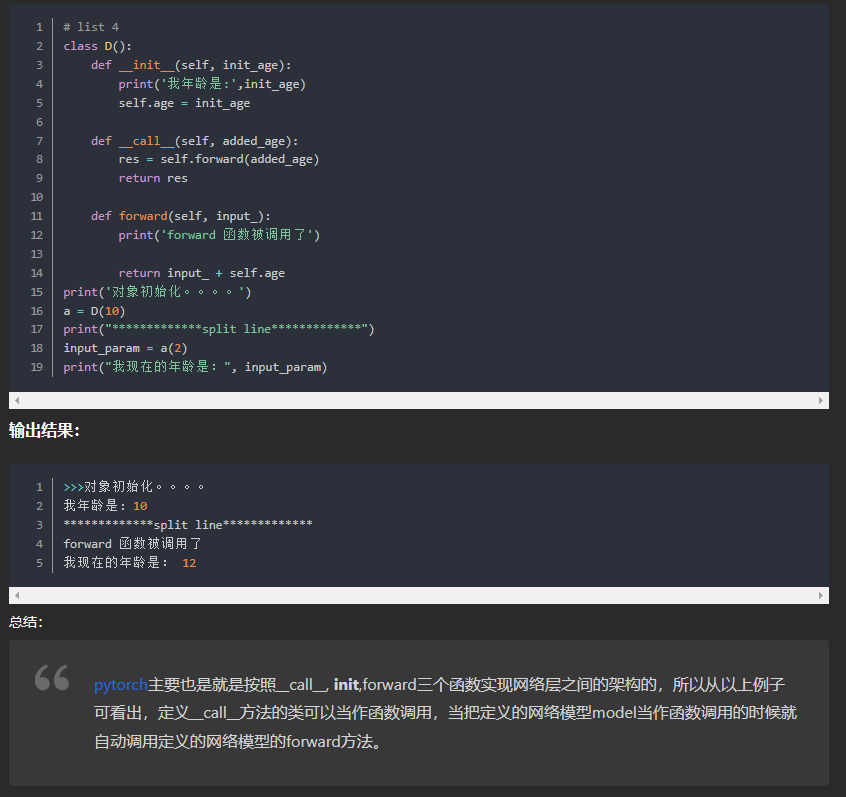 1 # list 4
2 class D():
3     def __init__(self, init_age):
4         print('我年龄是:',init_age)
5         self.age = init_age
6
7     def __call__(self, added_age):
8         res = self.forward(added_age)
9         return res
10
11     def forward(self, input_):
12         print('forward 函数被调用了')
13
14         return input_ + self.age
15 print('对象初始化。。。。')
16 a = D(10)
17 print("*************split line*************")
18 input_param = a(2)
19 print("我现在的年龄是：", input_param)
输出结果：
1 >>>对象初始化。。。。
2 我年龄是: 10
3 *************split line*************
4 forward 函数被调用了
5 我现在的年龄是： 12
总结：
pytorch主要也是就是按照__call__, init,forward三个函数实现网络层之间的架构的，所以从以上例子
可看出，定义__call__方法的类可以当作函数调用，当把定义的网络模型model当作函数调用的时候就
自动调用定义的网络模型的forward方法。